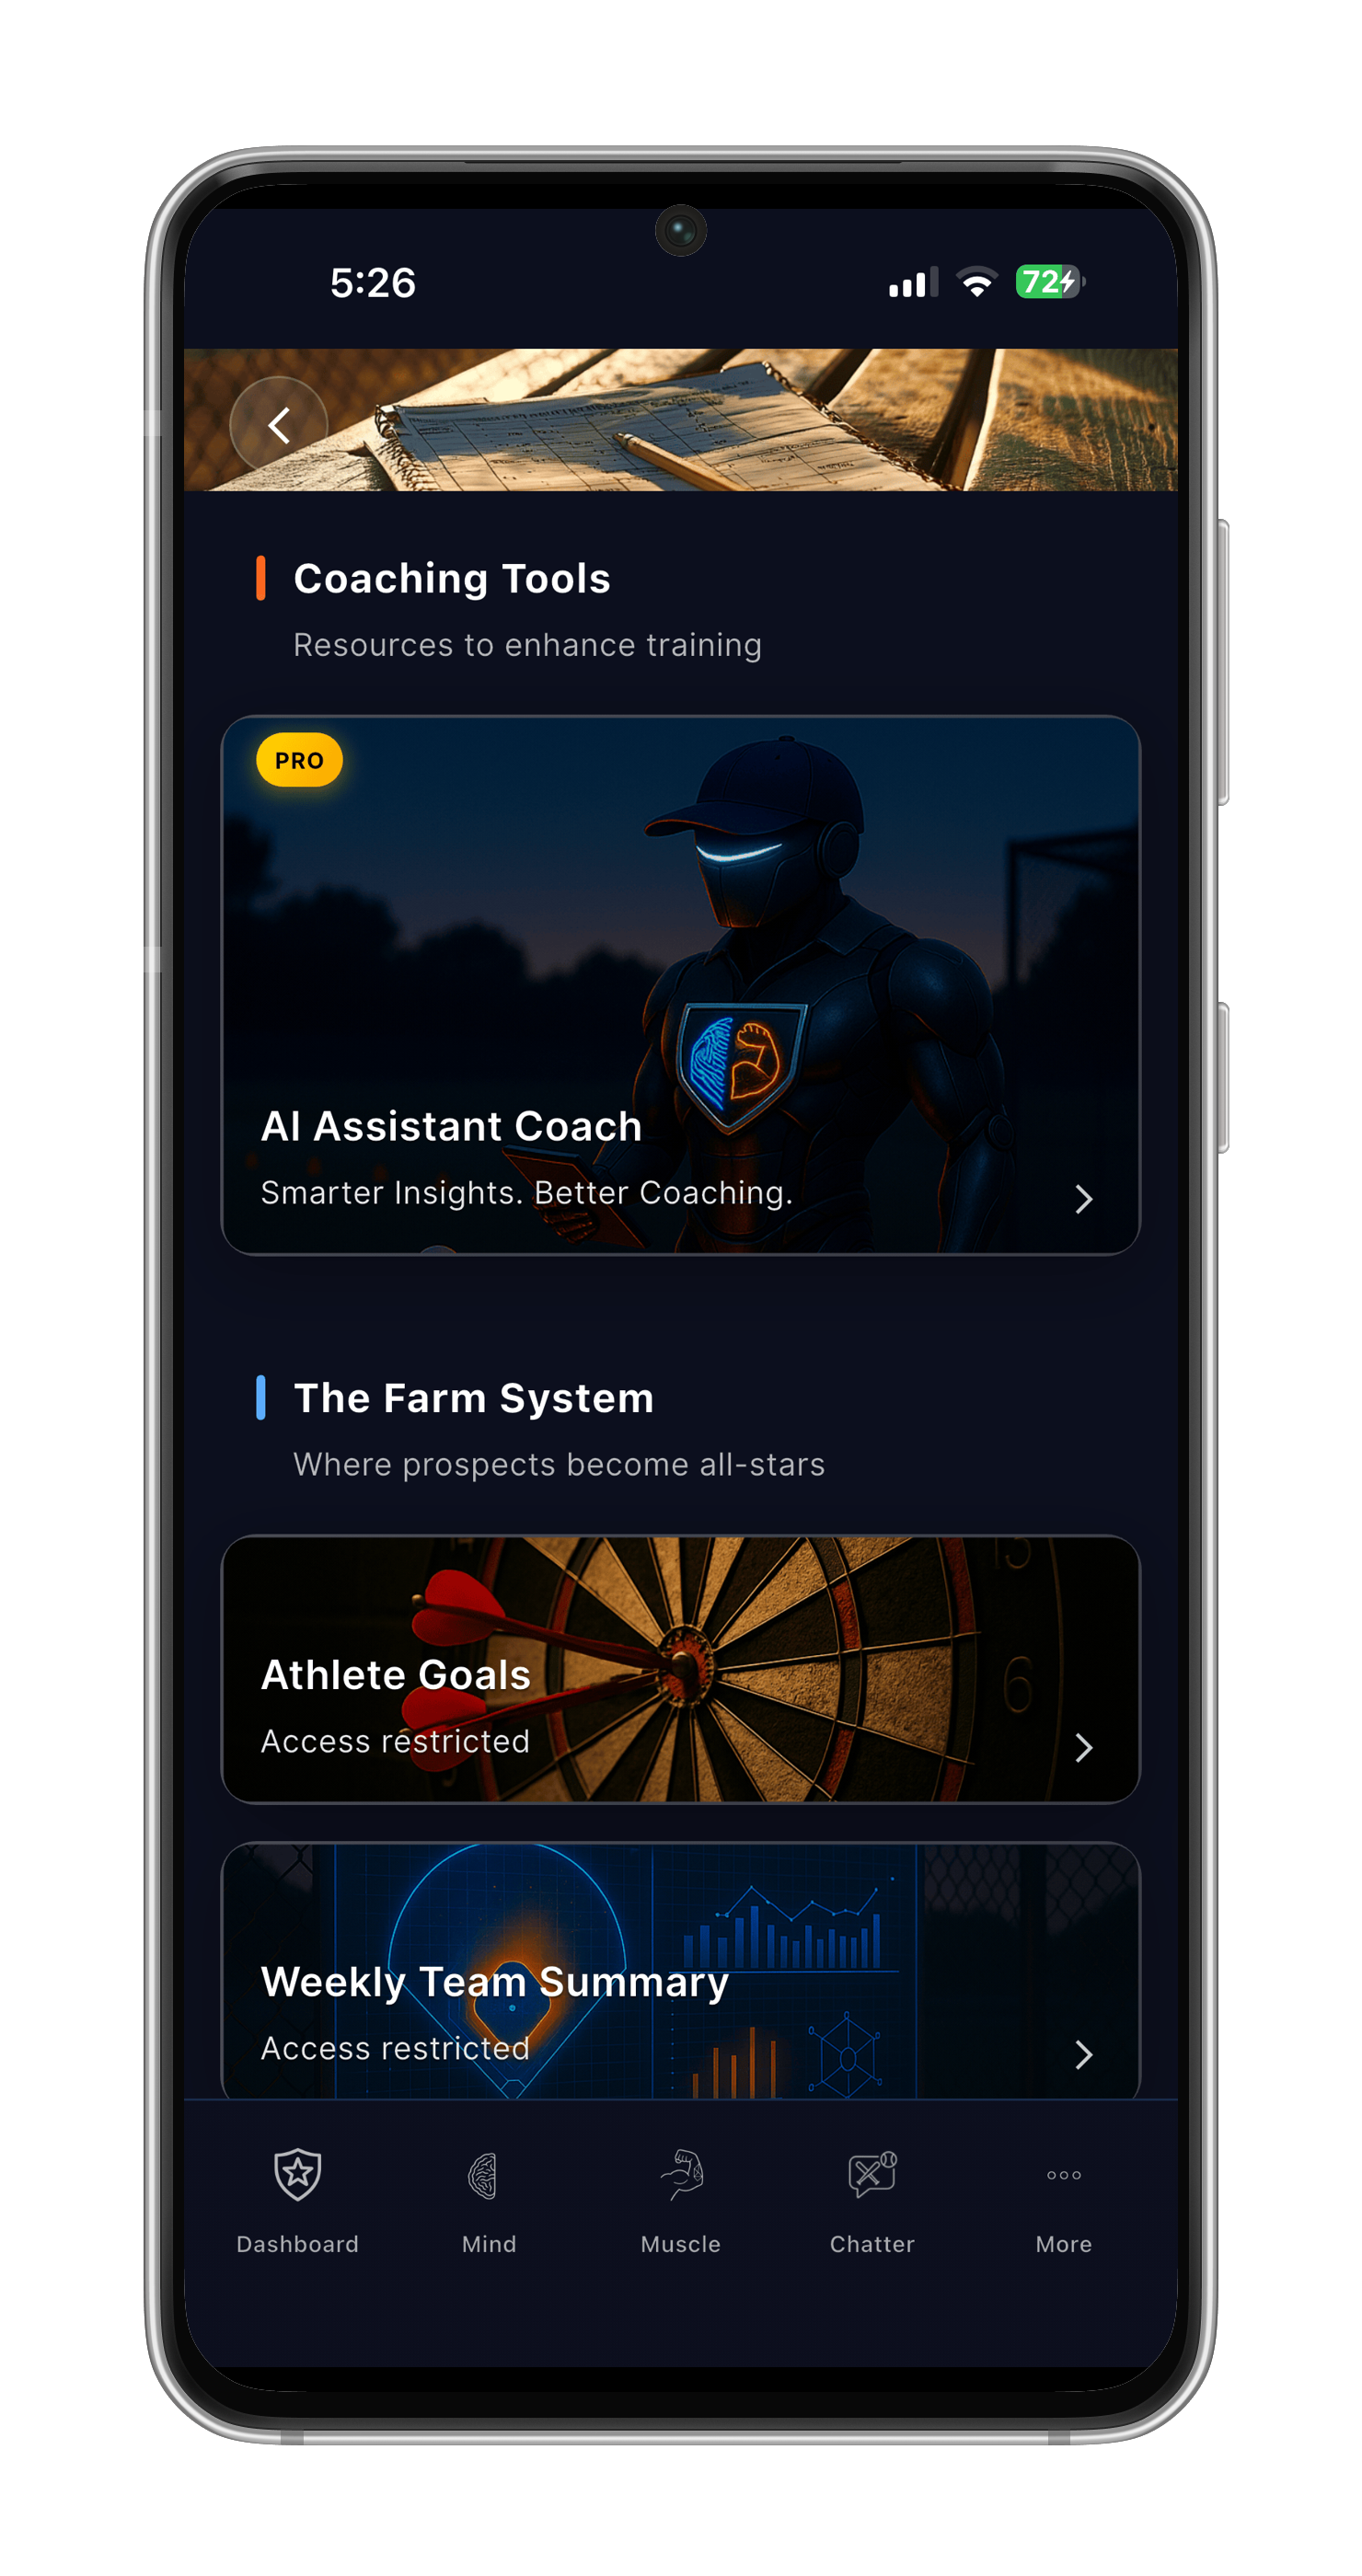 5:26
72
Coaching Tools
Resources to enhance training
PRO
AI Assistant Coach
Smarter Insights. Better Coaching.
The Farm System
Where prospects become all-stars
13
6
Athlete Goals
Access restricted
Weekly Team Summary
Access restricted
Dashboard
Mind
Muscle
Chatter
More